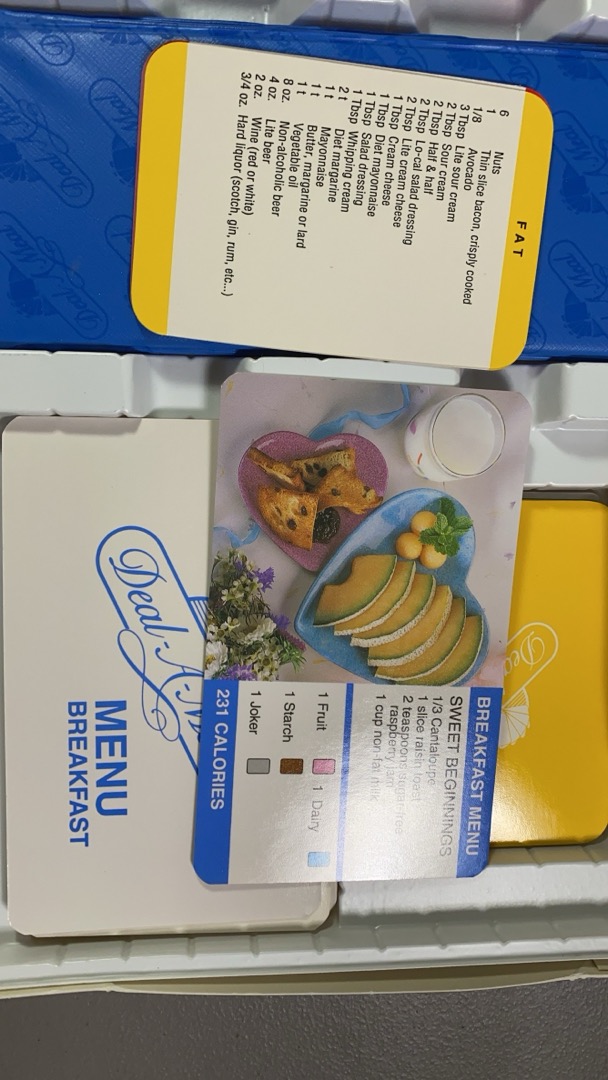 FAT
6 Nuts
1 Thin slice bacon, crisply cooked
1/8 Avocado
3 Tbsp Lite sour cream
2 Tbsp Sour cream
2 Tbsp Half & half
2 Tbsp Lo-cal salad dressing
2 Tbsp Lite cream cheese
1 Tbsp Cream cheese
1 Tbsp Diet mayonnaise
1 Tbsp Salad dressing
1 Tbsp Whipping cream
2 t Diet margarine
1 t Mayonnaise
1 t Butter, margarine or lard
1 t Vegetable oil
8 oz. Non-alcoholic beer
4 oz. Lite beer
2 oz. Wine (red or white)
3/4 oz. Hard liquor (scotch, gin, rum, etc...)
BREAKFAST MENU
SWEET BEGINNINGS
1/3 Cantaloupe
1 slice raisin toast
2 teaspoons sugar-free
raspberry jam
1 cup non-fat milk
1 Fruit 1 Dairy
1 Starch
1 Joker
231 CALORIES
Deal-A-
MENU
BREAKFAST